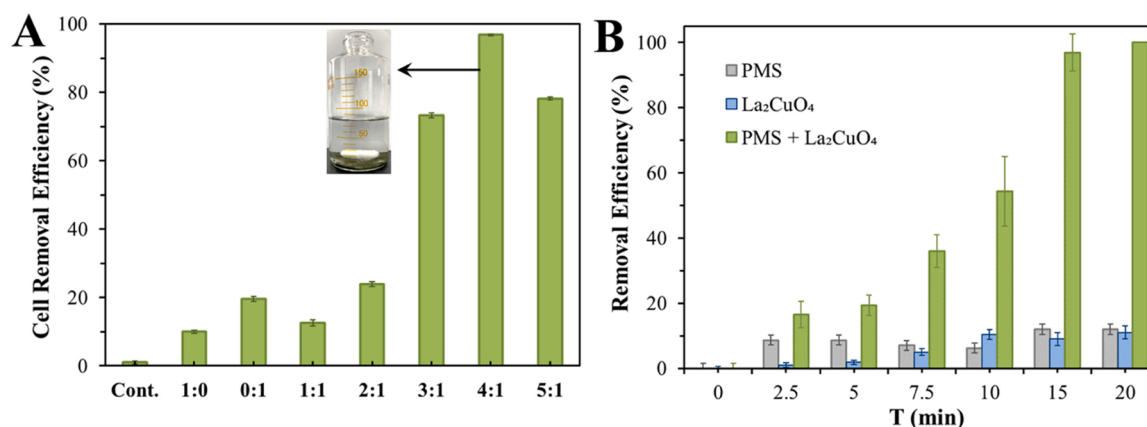 A
Cell Removal Efficiency (%)
100
80
60
40
20
0
150
100
50
Cont. 1:0 0:1 1:1 2:1 3:1 4:1 5:1
B
Removal Efficiency (%)
100
80
60
40
20
0
PMS
La₂CuO₄
PMS + La₂CuO₄
0 2.5 5 7.5 10 15 20
T (min)